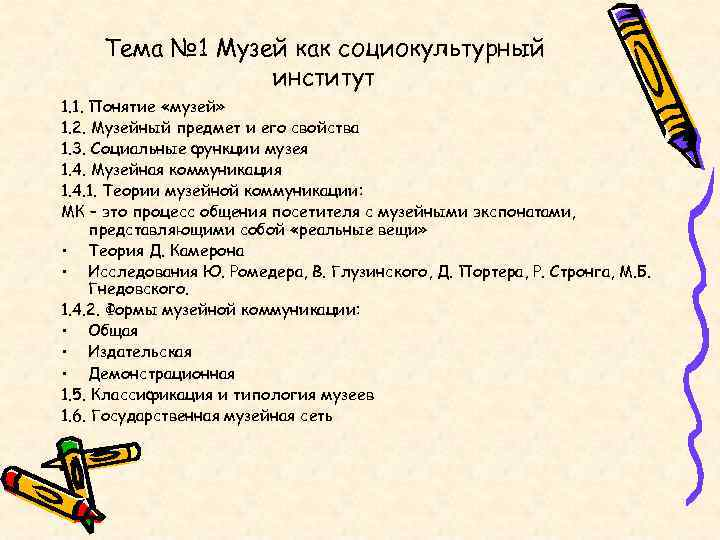 Тема №1 Музей как социокультурный
институт
1.1. Понятие «музей»
1.2. Музейный предмет и его свойства
1.3. Социальные функции музея
1.4. Музейная коммуникация
1.4.1. Теории музейной коммуникации:
МК – это процесс общения посетителя с музейными экспонатами,
представляющими собой «реальные вещи»
• Теория Д. Камерона
• Исследования Ю. Ромедера, В. Глузинского, Д. Портера, Р. Стронга, М.Б.
Гнедовского.
1.4.2. Формы музейной коммуникации:
• Общая
• Издательская
• Демонстрационная
1.5. Классификация и типология музеев
1.6. Государственная музейная сеть